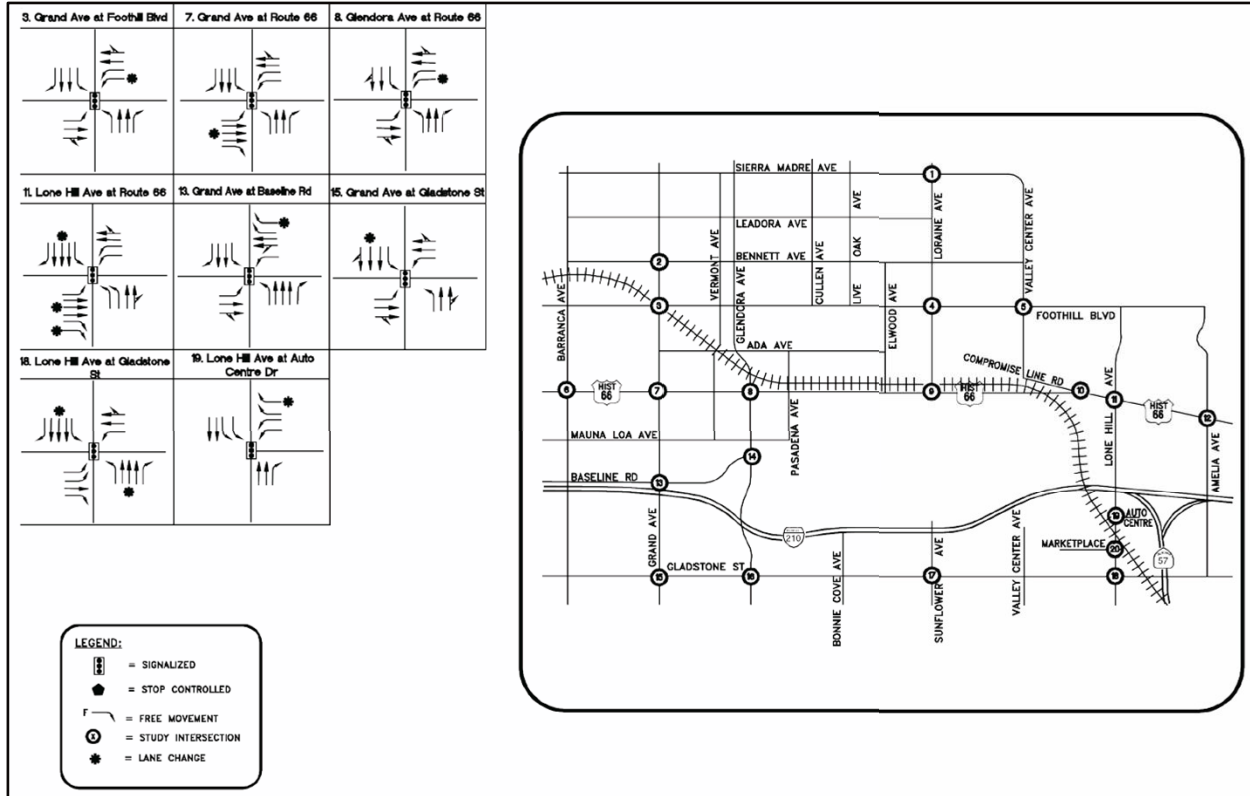 3. Grand Ave at Foothill Blvd
7. Grand Ave at Route 66
8. Glendora Ave at Route 66
11. Lone Hill Ave at Route 66
13. Grand Ave at Baseline Rd
15. Grand Ave at Gladstone St
18. Lone Hill Ave at Gladstone
St
19. Lone Hill Ave at Auto
Centre Dr
LEGEND:
= SIGNALIZED
= STOP CONTROLLED
F
= FREE MOVEMENT
X
= STUDY INTERSECTION
= LANE CHANGE
SIERRA MADRE AVE
1
LEADORA AVE
2
BENNETT AVE
3
4
5
FOOTHILL BLVD
ADA AVE
COMPROMISE LINE RD
6
HIST
66
7
8
9
HIST
66
10
11
HIST
66
12
MAUNA LOA AVE
14
BASELINE RD
13
210
19
AUTO
CENTRE
MARKETPLACE
20
57
GLADSTONE ST
15
16
17
18
BARRANCA AVE
GRAND AVE
VERMONT AVE
GLENDORA AVE
PASADENA AVE
CULLEN AVE
LIVE OAK AVE
ELWOOD AVE
LORAINE AVE
VALLEY CENTER AVE
LONE HILL AVE
AMELIA AVE
BONNIE COVE AVE
SUNFLOWER AVE
VALLEY CENTER AVE